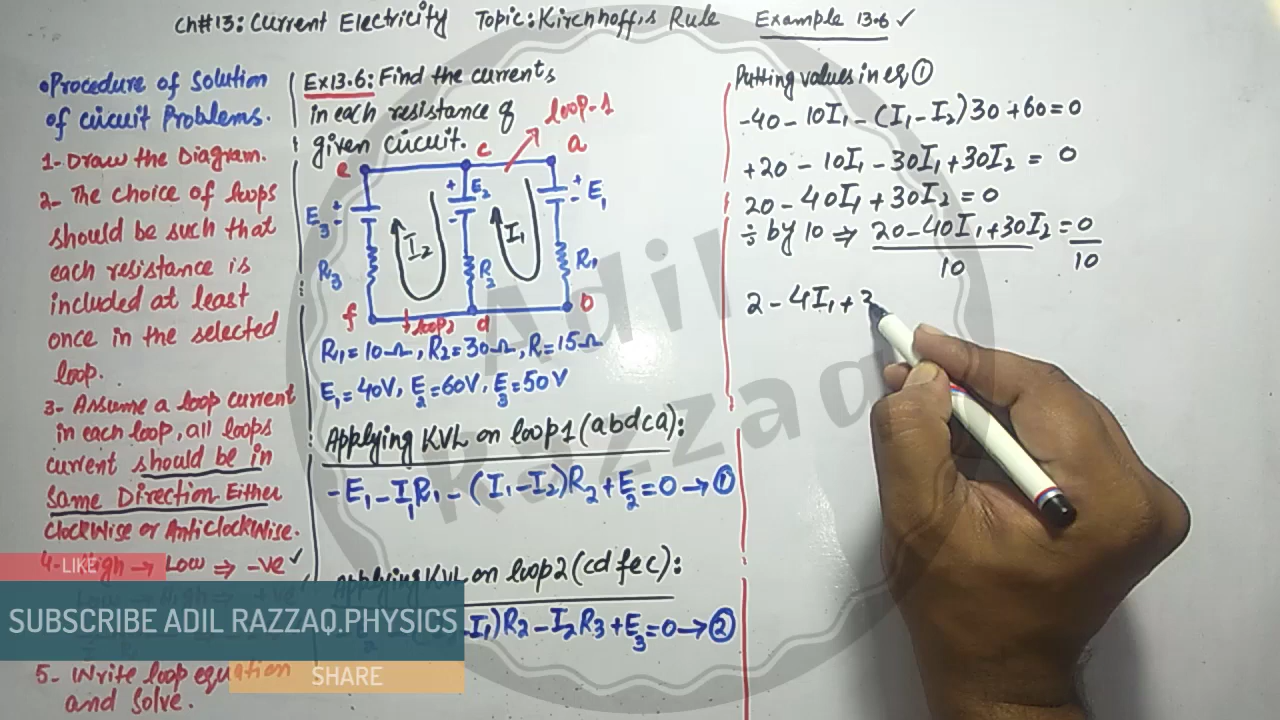 Ch#13: Current Electricity Topic: Kirchhoff,s Rule Example 13.6 ✓
•Procedure of Solution
of circuit Problems.
1- Draw the Diagram.
2- The choice of loops
should be such that
each resistance is
included at least
once in the selected
loop.
3- Assume a loop current
in each loop, all loops
current should be in
Same Direction Either
Clockwise or AntiClockwise.
4- High → Low ⇒ -ve ✓
5- Write loop equation
and solve.
Ex13.6: Find the currents
in each resistance of
given circuit.
loop-1
e c a
E3 + - + E2 - + - E1
I2 I1
R3 R2 R1
f loop2 d b
R1=10Ω, R2=30Ω, R=15Ω
E1=40V, E2=60V, E3=50V
Applying KVL on loop1 (abdca):
-E1-I1R1-(I1-I2)R2+E2=0→①
Applying KVL on loop2 (cdfec):
I1)R2-I2R3+E3=0→②
Putting values in eq ①
-40-10I1-(I1-I2)30+60=0
+20-10I1-30I1+30I2=0
20-40I1+30I2=0
÷ by 10 ⇒ 20-40I1+30I2=0
10 10
2-4I1+3
Adil
Razzaq
LIKE
SUBSCRIBE ADIL RAZZAQ.PHYSICS
SHARE